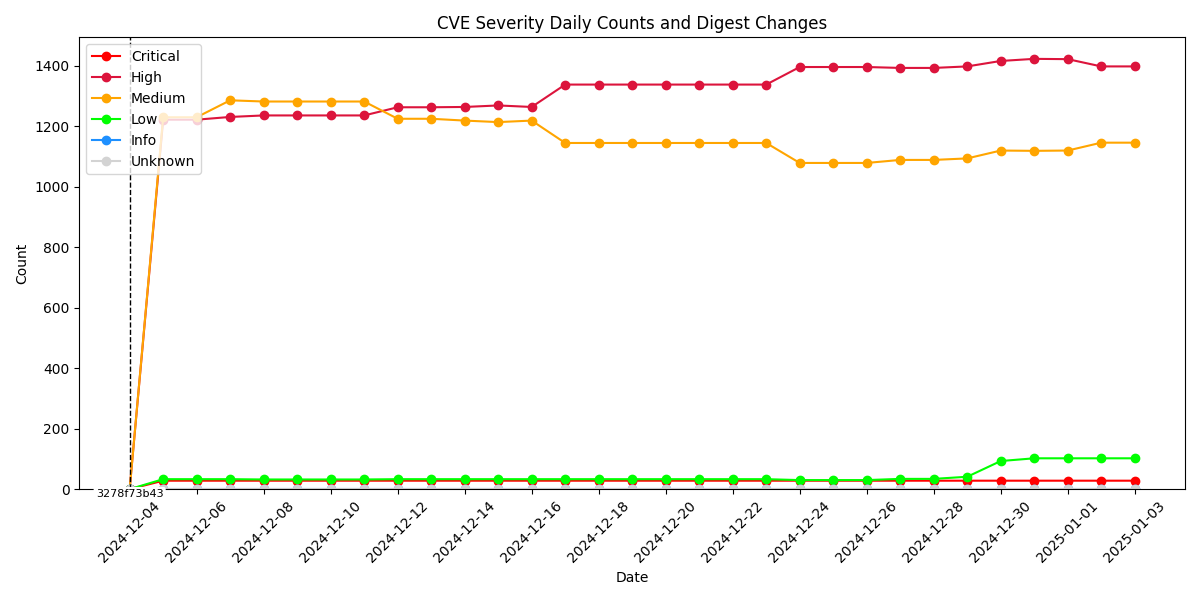 CVE Severity Daily Counts and Digest Changes
Critical
High
Medium
Low
Info
Unknown
Count
1400
1200
1000
800
600
400
200
0
3278f73b43
2024-12-04
2024-12-06
2024-12-08
2024-12-10
2024-12-12
2024-12-14
2024-12-16
2024-12-18
2024-12-20
2024-12-22
2024-12-24
2024-12-26
2024-12-28
2024-12-30
2025-01-01
2025-01-03
Date